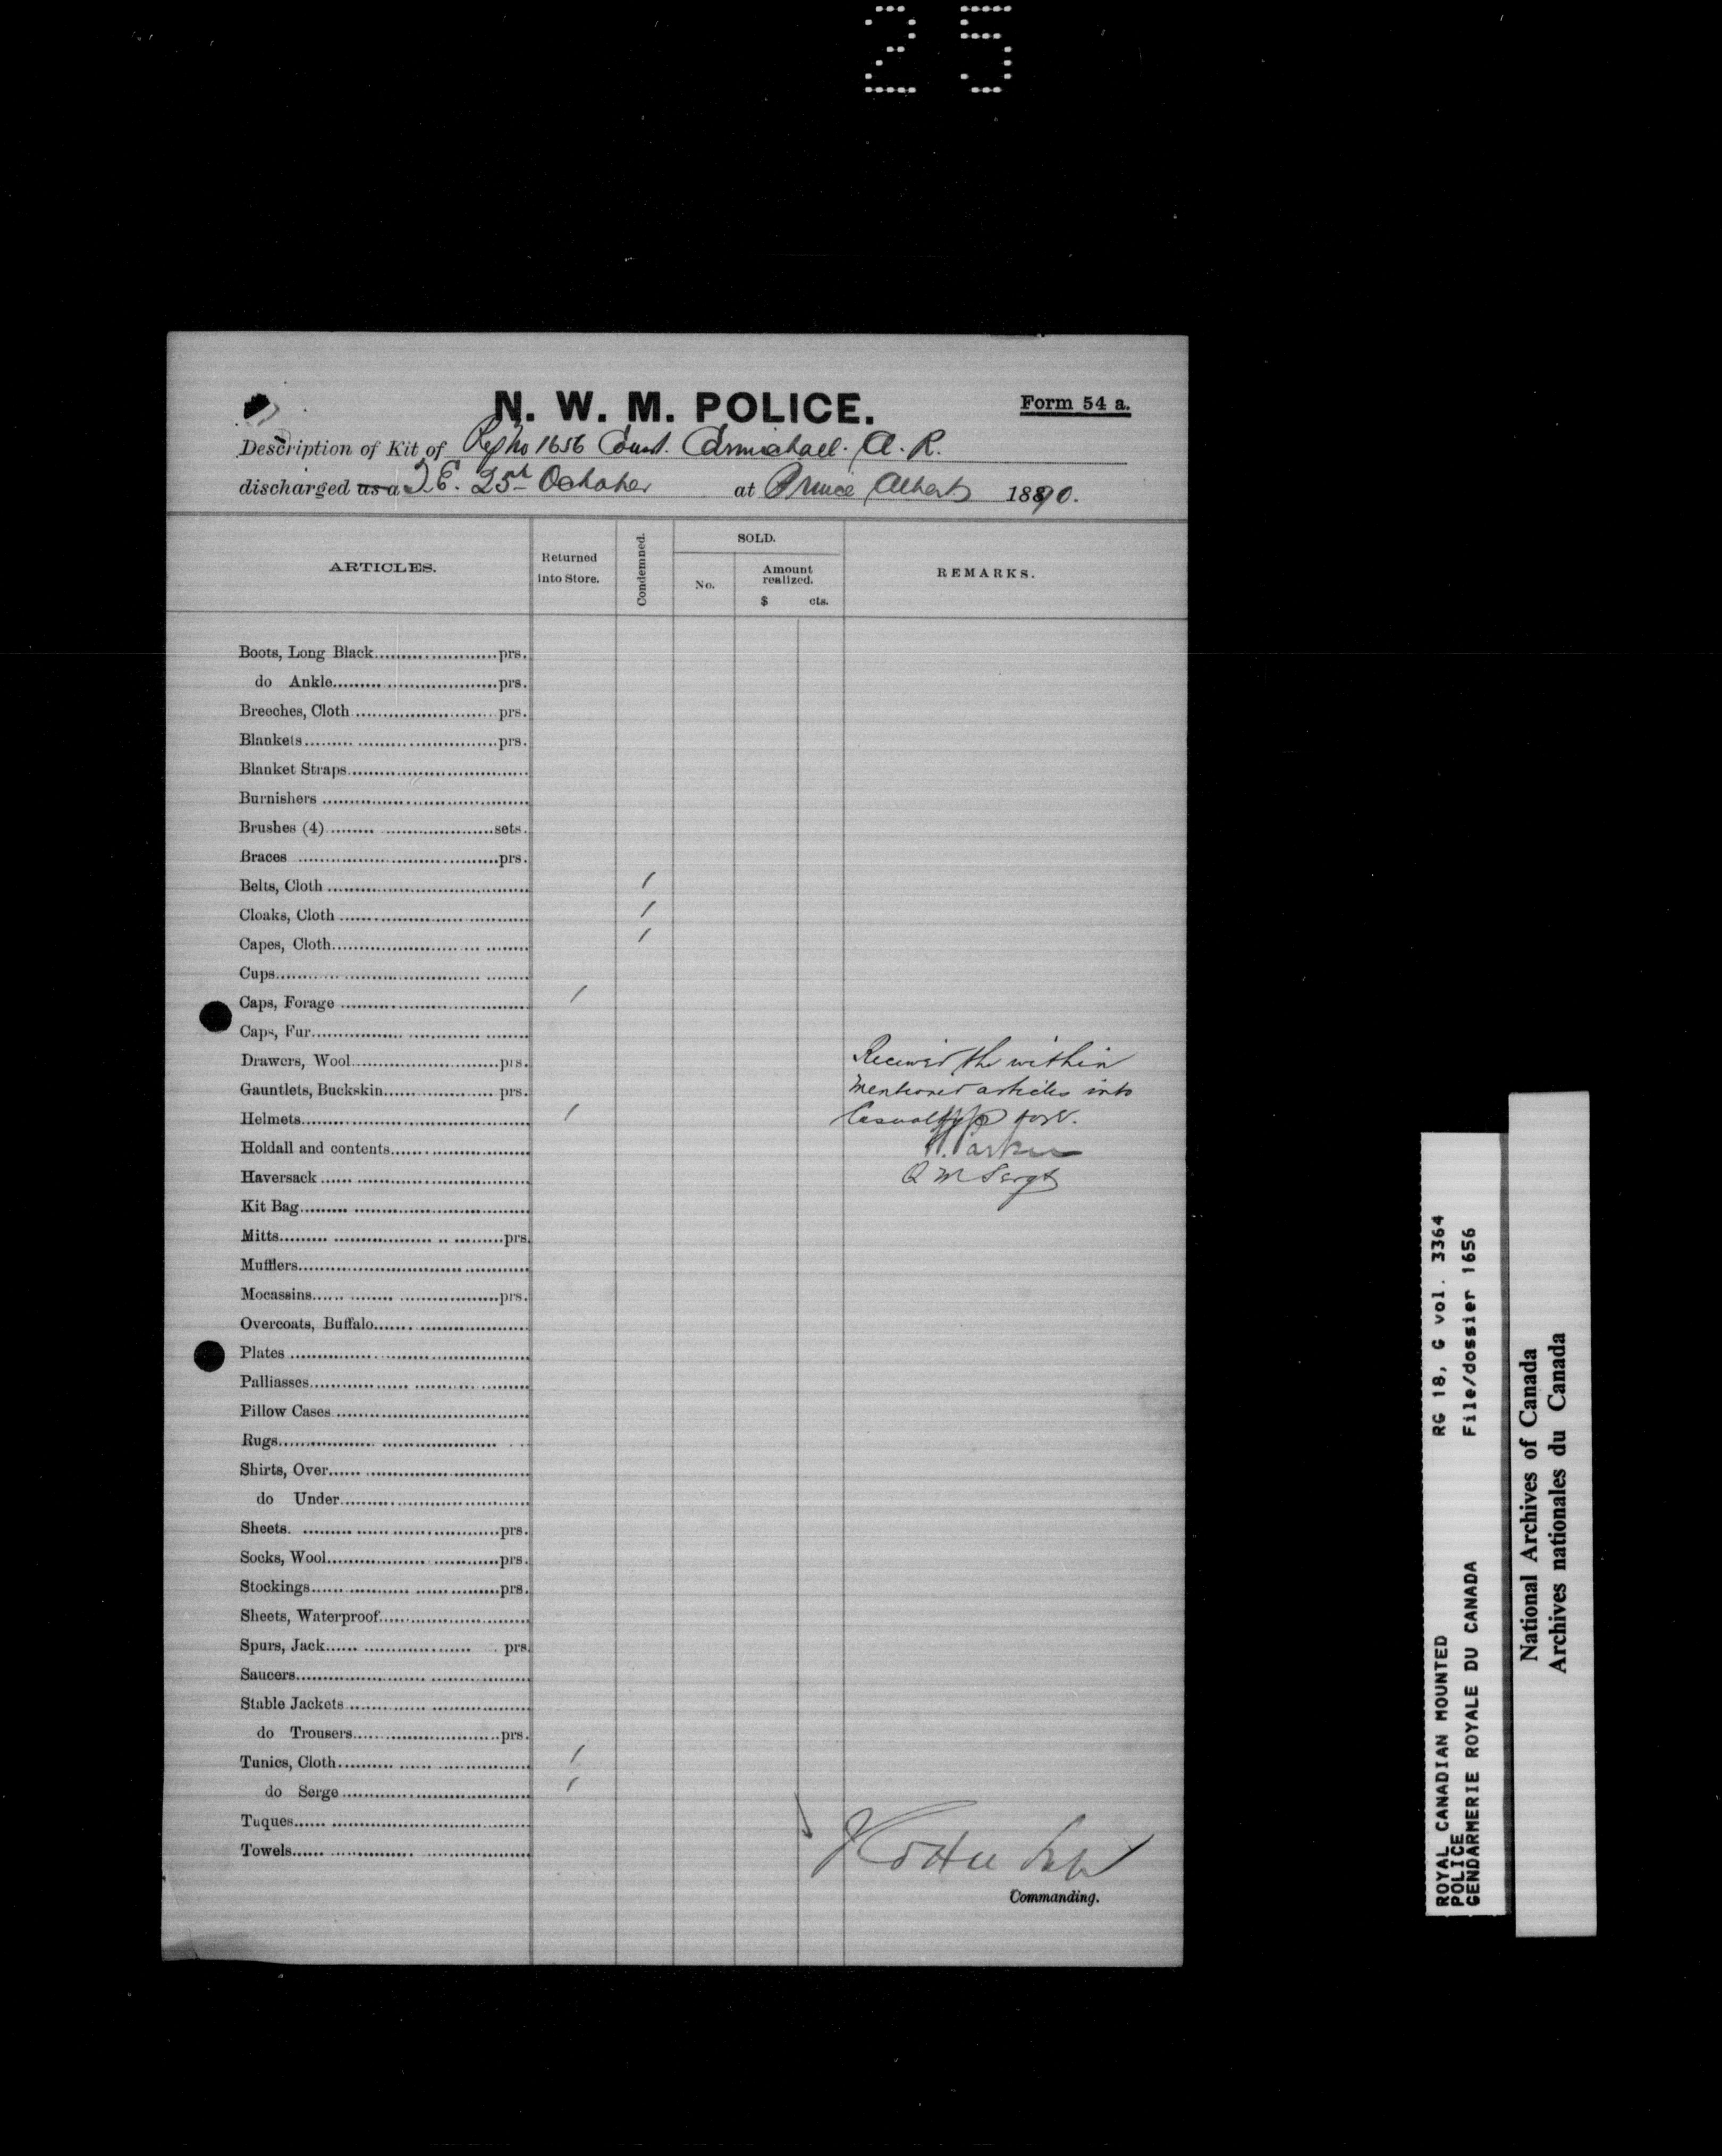 25
N. W. M. POLICE.
Form 54 a.
Description of Kit of Reg No 1656 Const. Carmichael. A. R.
discharged as a T.E. 25th October at Prince Albert 1890.
ARTICLES.
Returned into Store.
Condemned.
SOLD.
No.
Amount realized.
$ cts.
REMARKS.
Boots, Long Black prs.
do Ankle prs.
Breeches, Cloth prs.
Blankets prs.
Blanket Straps
Burnishers
Brushes (4) sets.
Braces prs.
Belts, Cloth 1
Cloaks, Cloth 1
Capes, Cloth 1
Cups
Caps, Forage 1
Caps, Fur
Drawers, Wool prs.
Gauntlets, Buckskin prs.
Helmets 1
Holdall and contents
Haversack
Kit Bag
Mitts prs.
Mufflers
Mocassins prs.
Overcoats, Buffalo
Plates
Palliasses
Pillow Cases
Rugs
Shirts, Over
do Under
Sheets. prs.
Socks, Wool prs.
Stockings prs.
Sheets, Waterproof
Spurs, Jack prs.
Saucers
Stable Jackets
do Trousers prs.
Tunics, Cloth 1
do Serge 1
Tuques
Towels
Received the within
mentioned articles into
Casualty
Parker
Q M Sergt
Commanding.
ROYAL CANADIAN MOUNTED
POLICE
GENDARMERIE ROYALE DU CANADA
RG 18, G vol. 3364
File/dossier 1656
National Archives of Canada
Archives nationales du Canada